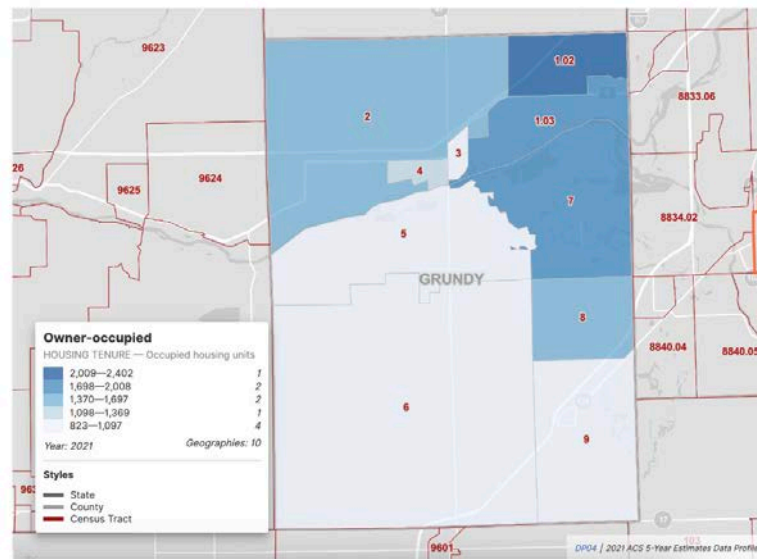 9623
1.02
8833.06
2
1.03
3
26
4
9624
9625
7
8834.02
5
GRUNDY
8
8840.04
8840.05
6
9
Owner-occupied
HOUSING TENURE — Occupied housing units
2,009—2,402 1
1,698—2,008 2
1,370—1,697 2
1,098—1,369 1
823—1,097 4
Year: 2021 Geographies: 10
Styles
State
County
Census Tract
17
9601
DP04 | 2021 ACS 5-Year Estimates Data Profile